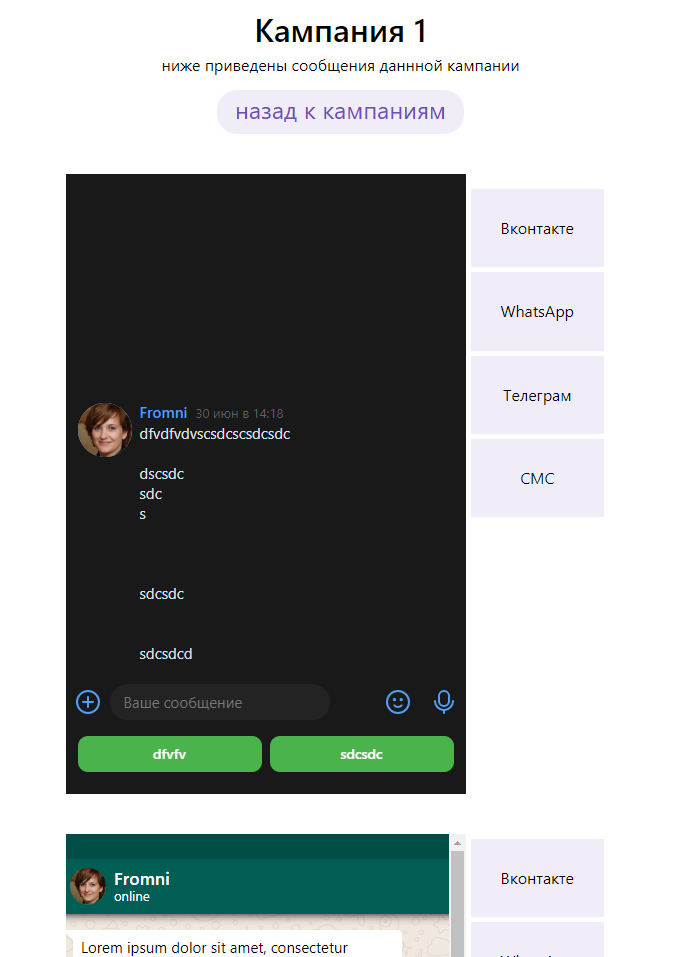 Кампания 1
ниже приведены сообщения даннной кампании
назад к кампаниям
Fromni 30 июн в 14:18
dfvdfvdvscsdcscsdcsdc
dscsdc
sdc
s
sdcsdc
sdcsdcd
Ваше сообщение
dfvfv sdcsdc
Вконтакте
WhatsApp
Телеграм
СМС
Fromni
online
Lorem ipsum dolor sit amet, consectetur
Вконтакте